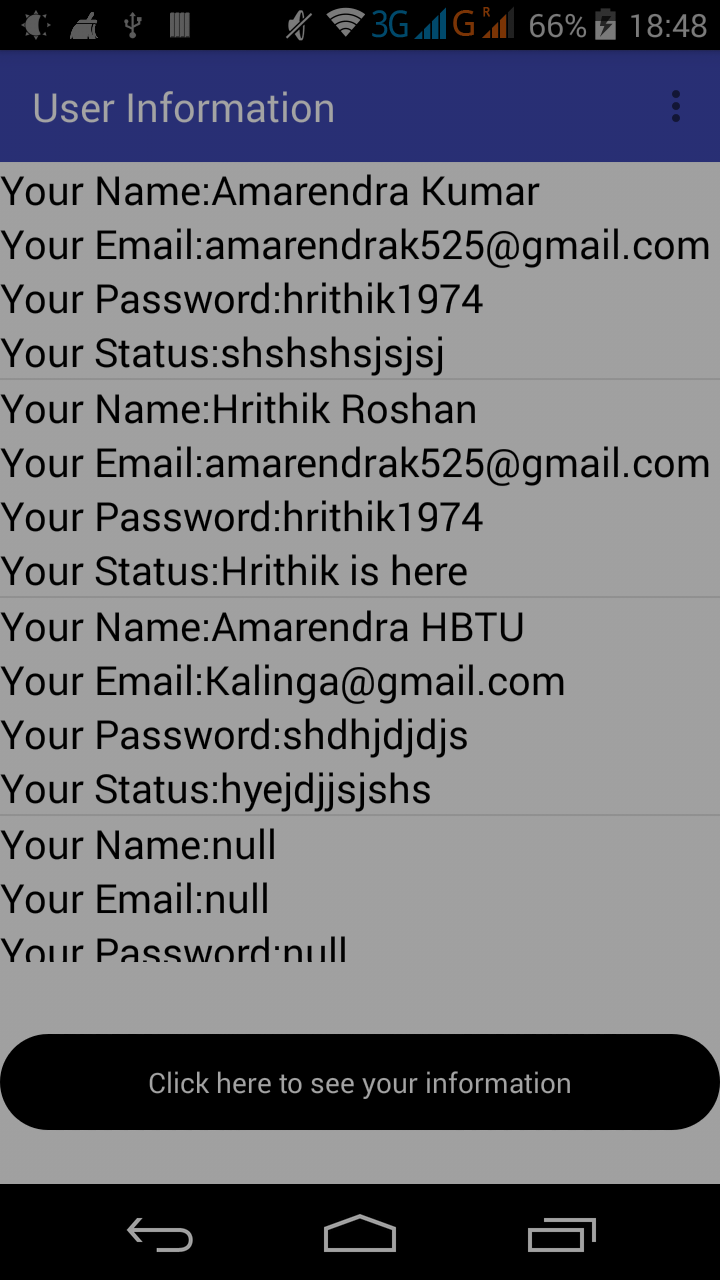 3G G R 66% 18:48
User Information
Your Name:Amarendra Kumar
Your Email:amarendrak525@gmail.com
Your Password:hrithik1974
Your Status:shshshsjsjsj
Your Name:Hrithik Roshan
Your Email:amarendrak525@gmail.com
Your Password:hrithik1974
Your Status:Hrithik is here
Your Name:Amarendra HBTU
Your Email:Kalinga@gmail.com
Your Password:shdhjdjdjs
Your Status:hyejdjjsjshs
Your Name:null
Your Email:null
Your Password:null
Click here to see your information